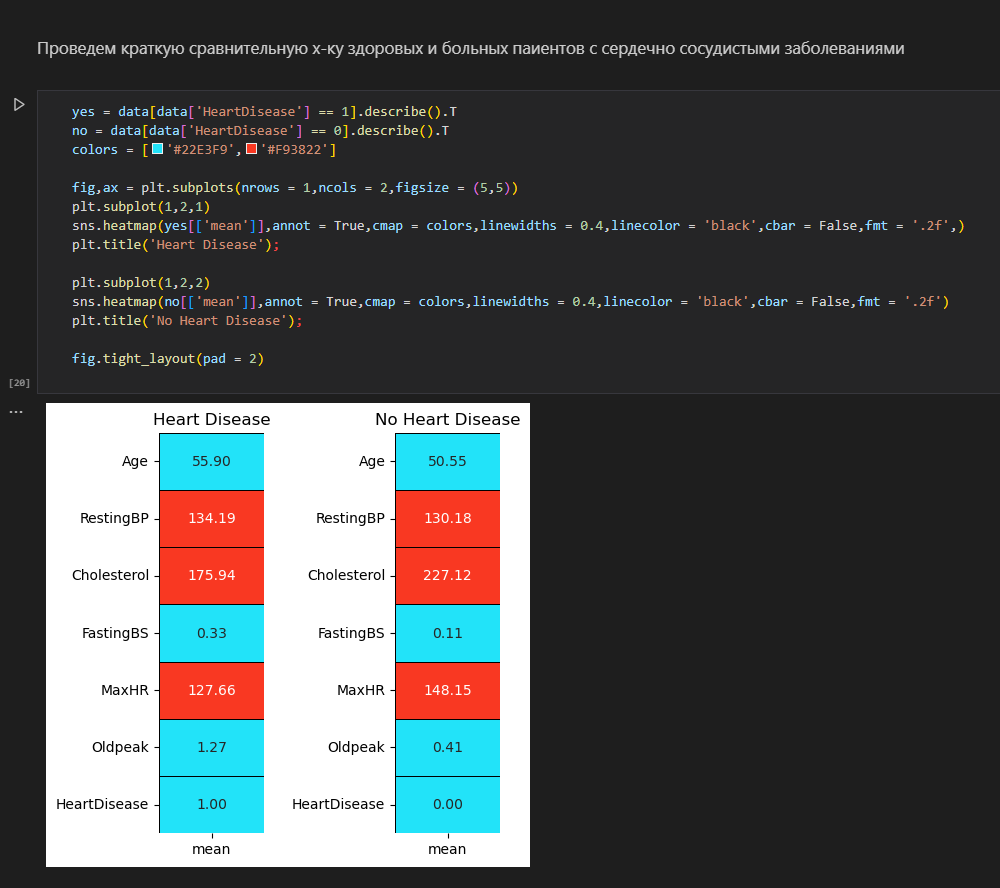 Проведем краткую сравнительную х-ку здоровых и больных паиентов с сердечно сосудистыми заболеваниями
yes = data[data['HeartDisease'] == 1].describe().T
no = data[data['HeartDisease'] == 0].describe().T
colors = ['#22E3F9','#F93822']
fig,ax = plt.subplots(nrows = 1,ncols = 2,figsize = (5,5))
plt.subplot(1,2,1)
sns.heatmap(yes[['mean']],annot = True,cmap = colors,linewidths = 0.4,linecolor = 'black',cbar = False,fmt = '.2f',)
plt.title('Heart Disease');
plt.subplot(1,2,2)
sns.heatmap(no[['mean']],annot = True,cmap = colors,linewidths = 0.4,linecolor = 'black',cbar = False,fmt = '.2f')
plt.title('No Heart Disease');
fig.tight_layout(pad = 2)
[20]
...
Heart Disease
Age 55.90
RestingBP 134.19
Cholesterol 175.94
FastingBS 0.33
MaxHR 127.66
Oldpeak 1.27
HeartDisease 1.00
mean
No Heart Disease
Age 50.55
RestingBP 130.18
Cholesterol 227.12
FastingBS 0.11
MaxHR 148.15
Oldpeak 0.41
HeartDisease 0.00
mean